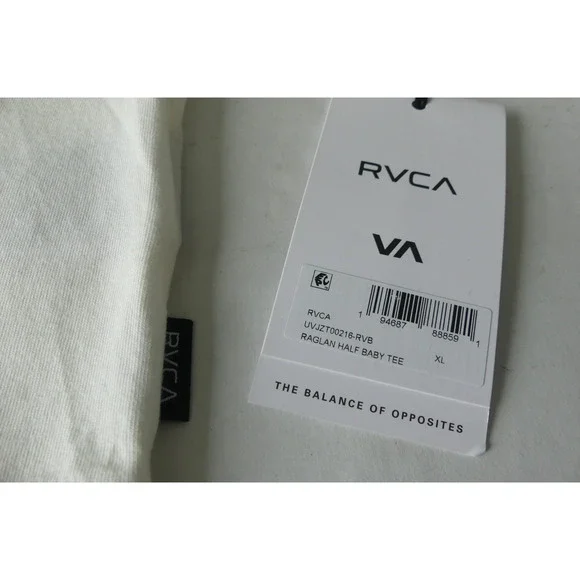 RVCA
VA
RVCA
1 94687 88859 1
UVJZT00216-RVB
RAGLAN HALF BABY TEE XL
THE BALANCE OF OPPOSITES
RVCA